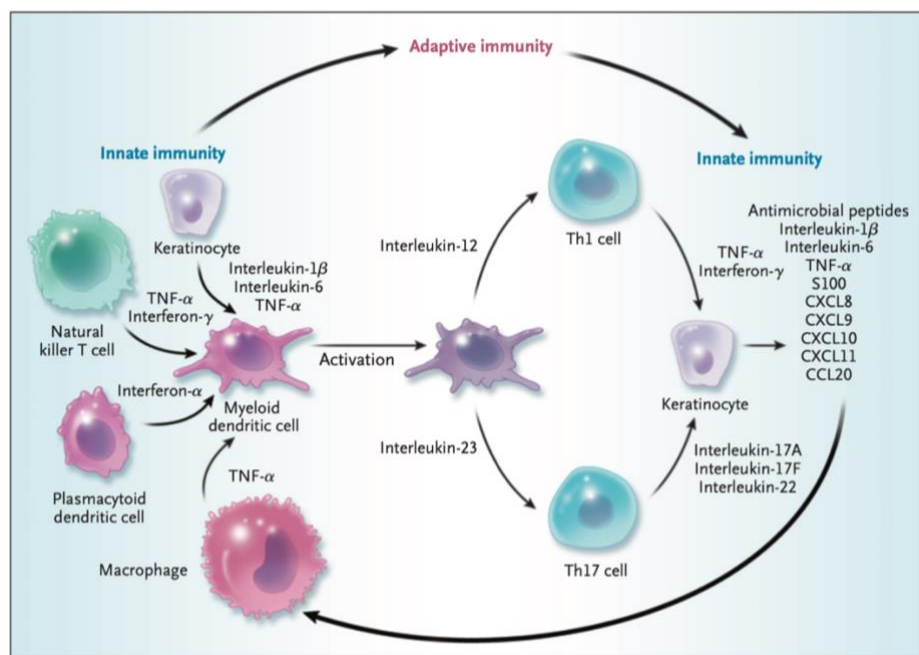 Adaptive immunity
Innate immunity
Innate immunity
Keratinocyte
Natural
killer T cell
TNF-α
Interferon-γ
Interleukin-1β
Interleukin-6
TNF-α
Interferon-α
Plasmacytoid
dendritic cell
Myeloid
dendritic cell
TNF-α
Macrophage
Activation
Interleukin-12
Interleukin-23
Th1 cell
Th17 cell
TNF-α
Interferon-γ
Keratinocyte
Interleukin-17A
Interleukin-17F
Interleukin-22
Antimicrobial peptides
Interleukin-1β
Interleukin-6
TNF-α
S100
CXCL8
CXCL9
CXCL10
CXCL11
CCL20